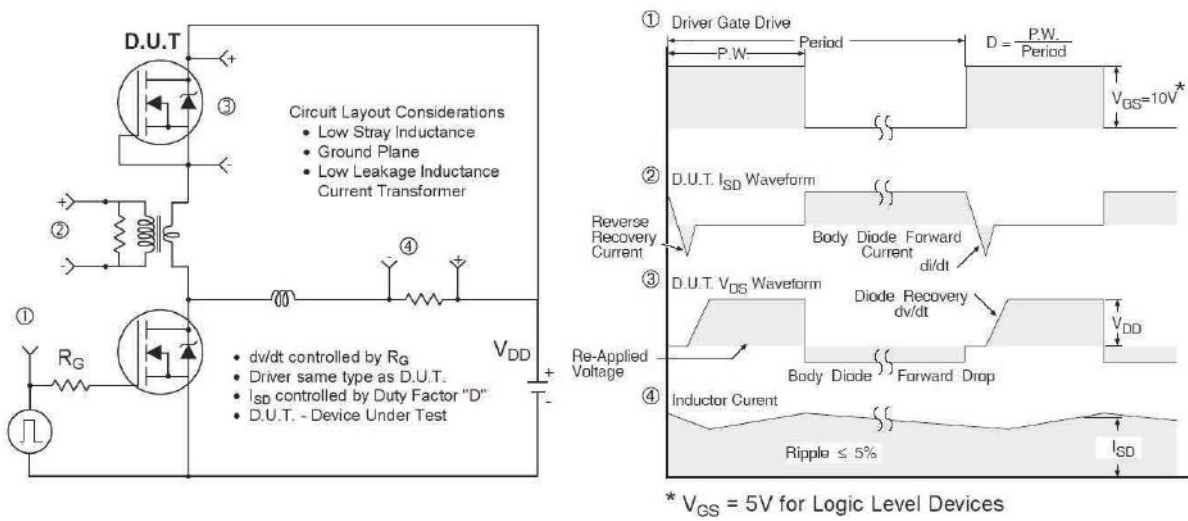 D.U.T
+
③
-
Circuit Layout Considerations
• Low Stray Inductance
• Ground Plane
• Low Leakage Inductance
Current Transformer
+
②
-
④
- +
①
RG
• dv/dt controlled by RG
• Driver same type as D.U.T.
• ISD controlled by Duty Factor "D"
• D.U.T. - Device Under Test
VDD
+
-
① Driver Gate Drive
Period
P.W.
D = P.W. / Period
VGS=10V*
② D.U.T. ISD Waveform
Reverse
Recovery
Current
Body Diode Forward
Current
di/dt
③ D.U.T. VDS Waveform
Diode Recovery
dv/dt
VDD
Re-Applied
Voltage
Body Diode Forward Drop
④ Inductor Curent
Ripple ≤ 5%
ISD
* VGS = 5V for Logic Level Devices